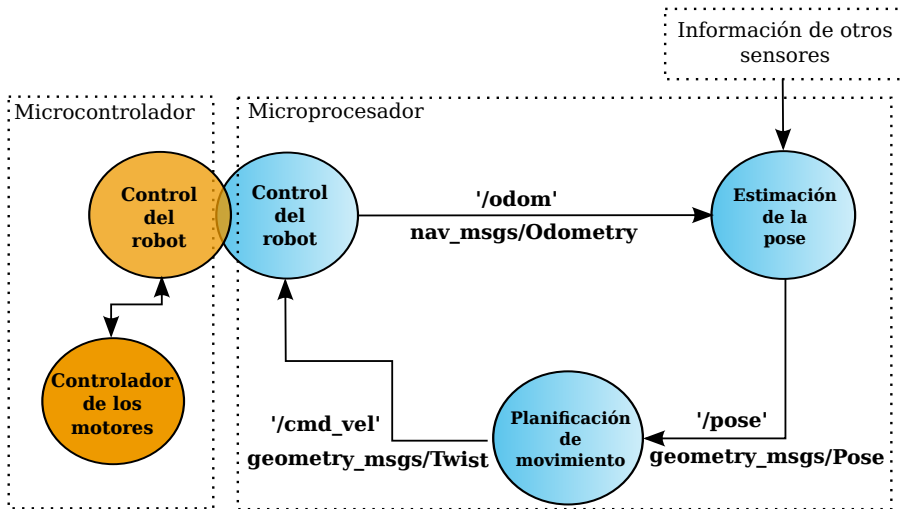 Información de otros
sensores
Microcontrolador
Microprocesador
Control
del
robot
Control
del
robot
'/odom'
nav_msgs/Odometry
Estimación
de la
pose
Controlador
de los
motores
'/cmd_vel'
geometry_msgs/Twist
Planificación
de
movimiento
'/pose'
geometry_msgs/Pose